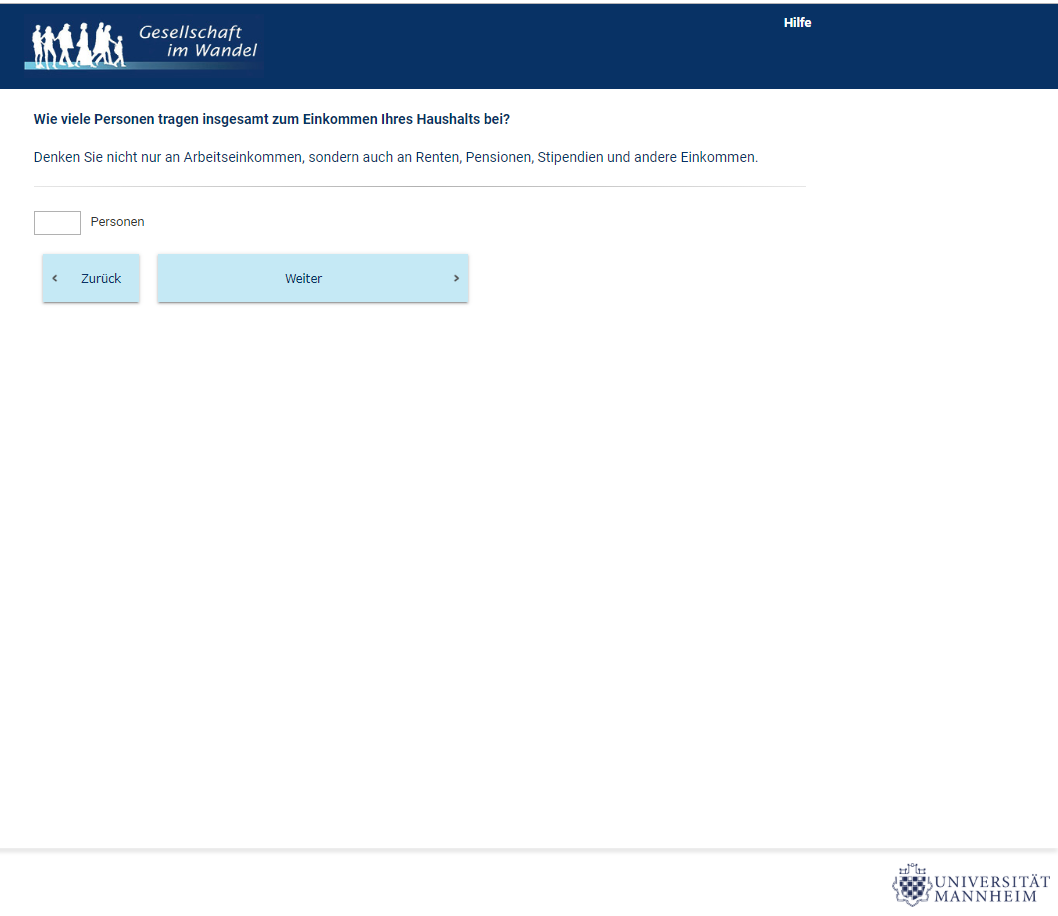 Gesellschaft
im Wandel
Hilfe
Wie viele Personen tragen insgesamt zum Einkommen Ihres Haushalts bei?
Denken Sie nicht nur an Arbeitseinkommen, sondern auch an Renten, Pensionen, Stipendien und andere Einkommen.
Personen
Zurück
Weiter
UNIVERSITÄT
MANNHEIM